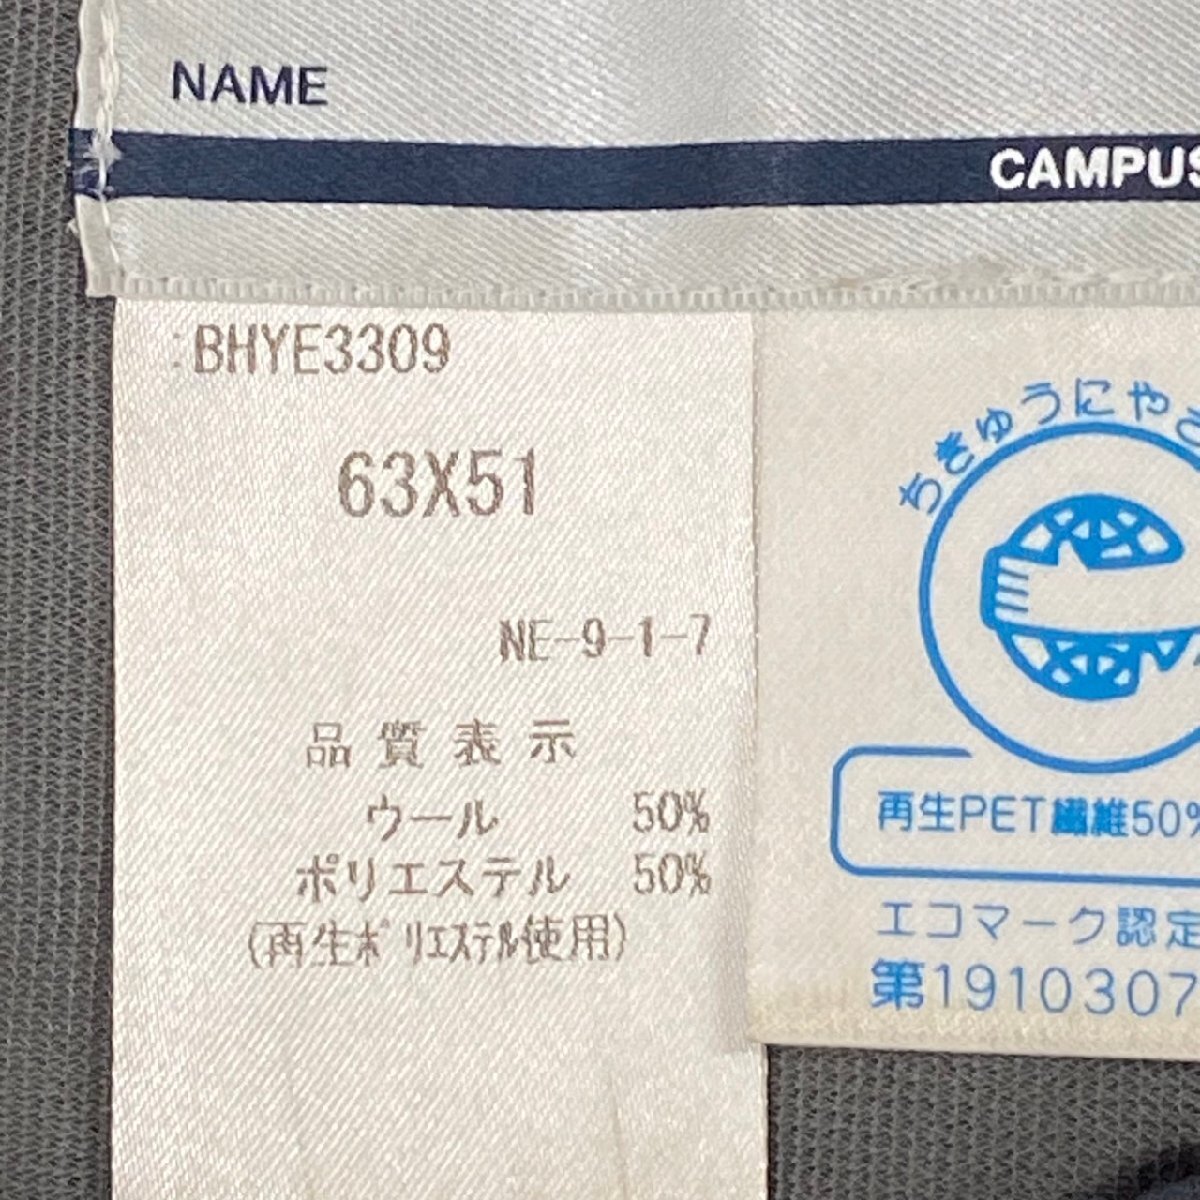 NAME
CAMPUS
:BHYE3309
63X51
NE-9-1-7
品質表示
ウール 50%
ポリエステル 50%
(再生ポリエステル使用)
ちきゅうにやさ
再生PET繊維50%
エコマーク認定
第1910307